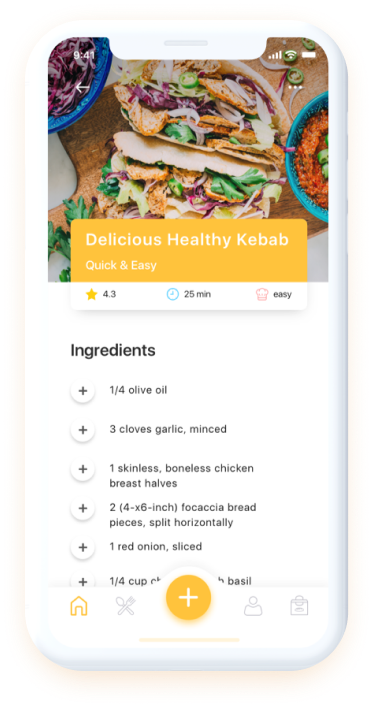 9:41
Delicious Healthy Kebab
Quick & Easy
4.3 25 min easy
Ingredients
+ 1/4 olive oil
+ 3 cloves garlic, minced
+ 1 skinless, boneless chicken
breast halves
+ 2 (4-x6-inch) focaccia bread
pieces, split horizontally
+ 1 red onion, sliced
+ 1/4 cup basil
+